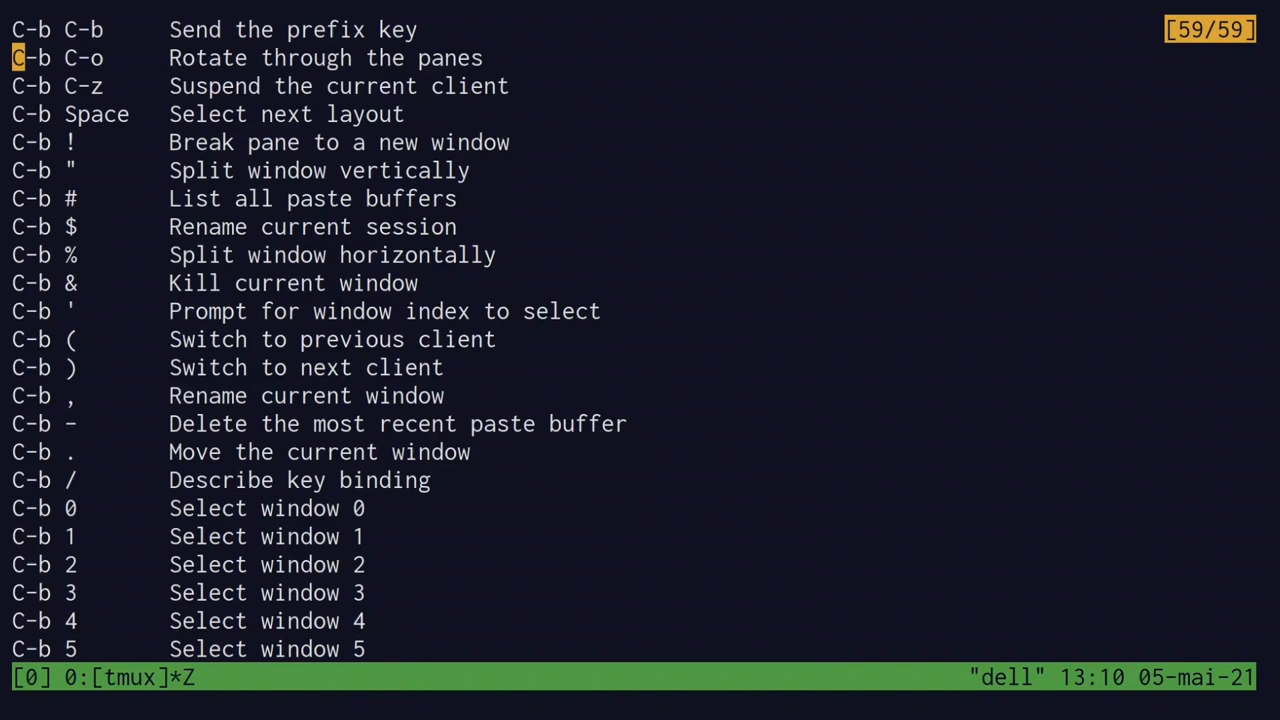 C-b C-b     Send the prefix key     [59/59]
C-b C-o     Rotate through the panes
C-b C-z     Suspend the current client
C-b Space   Select next layout
C-b !       Break pane to a new window
C-b "       Split window vertically
C-b #       List all paste buffers
C-b $       Rename current session
C-b %       Split window horizontally
C-b &       Kill current window
C-b '       Prompt for window index to select
C-b (       Switch to previous client
C-b )       Switch to next client
C-b ,       Rename current window
C-b -       Delete the most recent paste buffer
C-b .       Move the current window
C-b /       Describe key binding
C-b 0       Select window 0
C-b 1       Select window 1
C-b 2       Select window 2
C-b 3       Select window 3
C-b 4       Select window 4
C-b 5       Select window 5
[0] 0:[tmux]*Z     "dell" 13:10 05-mai-21